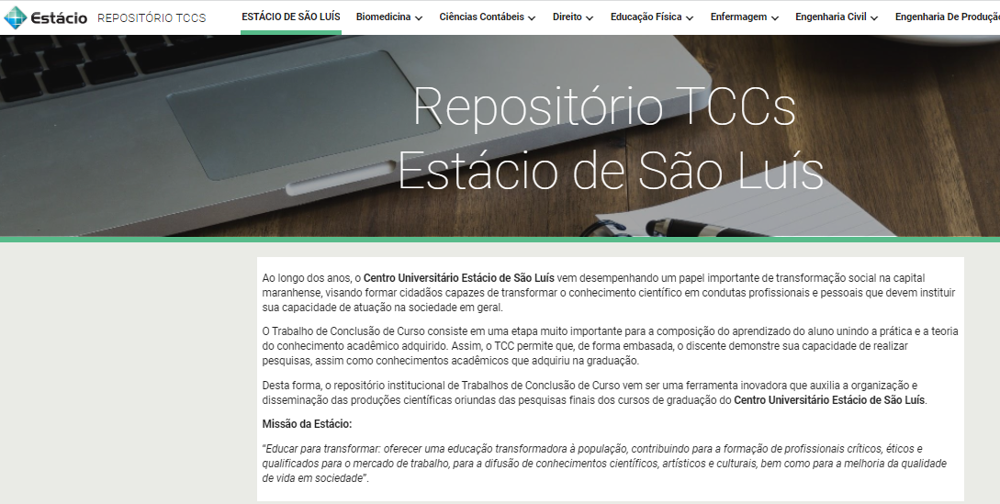 Estácio REPOSITÓRIO TCCS ESTÁCIO DE SÃO LUÍS Biomedicina Ciências Contábeis Direito Educação Física Enfermagem Engenharia Civil Engenharia De Produção
Repositório TCCs
Estácio de São Luís
Ao longo dos anos, o Centro Universitário Estácio de São Luís vem desempenhando um papel importante de transformação social na capital
maranhense, visando formar cidadãos capazes de transformar o conhecimento científico em condutas profissionais e pessoais que devem instituir
sua capacidade de atuação na sociedade em geral.
O Trabalho de Conclusão de Curso consiste em uma etapa muito importante para a composição do aprendizado do aluno unindo a prática e a teoria
do conhecimento acadêmico adquirido. Assim, o TCC permite que, de forma embasada, o discente demonstre sua capacidade de realizar
pesquisas, assim como conhecimentos acadêmicos que adquiriu na graduação.
Desta forma, o repositório institucional de Trabalhos de Conclusão de Curso vem ser uma ferramenta inovadora que auxilia a organização e
disseminação das produções científicas oriundas das pesquisas finais dos cursos de graduação do Centro Universitário Estácio de São Luís.
Missão da Estácio:
“Educar para transformar: oferecer uma educação transformadora à população, contribuindo para a formação de profissionais críticos, éticos e
qualificados para o mercado de trabalho, para a difusão de conhecimentos científicos, artísticos e culturais, bem como para a melhoria da qualidade
de vida em sociedade”.